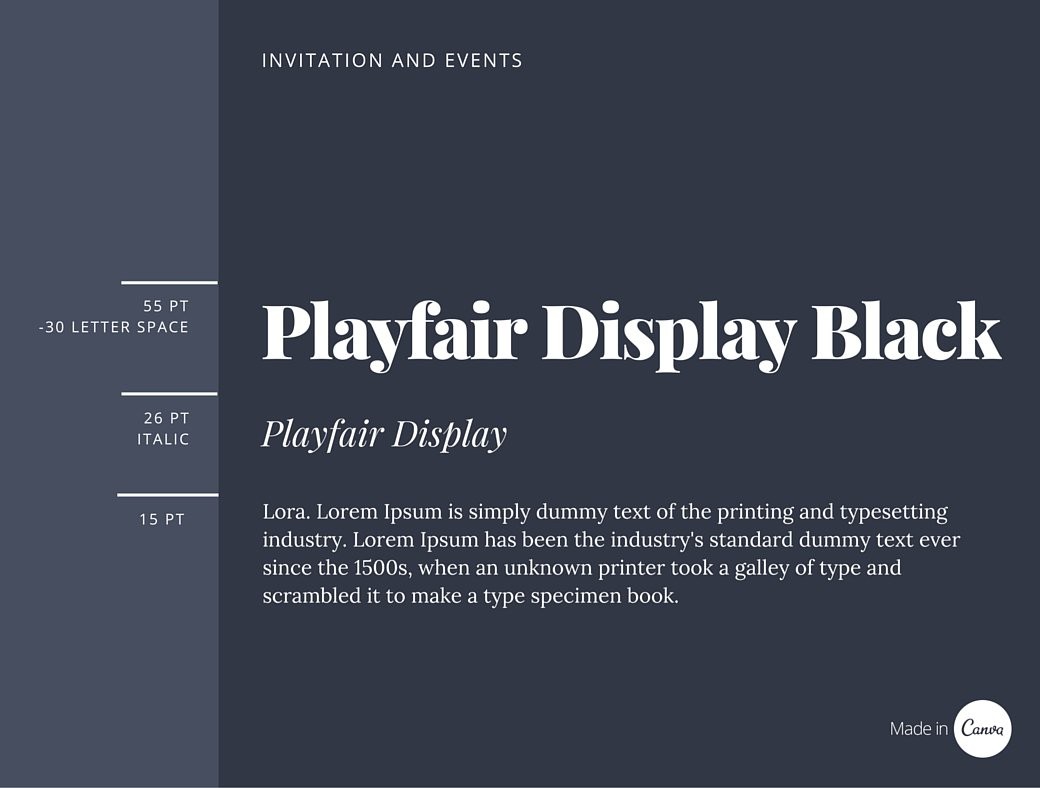 INVITATION AND EVENTS
55 PT
-30 LETTER SPACE
Playfair Display Black
26 PT
ITALIC
Playfair Display
15 PT
Lora. Lorem Ipsum is simply dummy text of the printing and typesetting
industry. Lorem Ipsum has been the industry's standard dummy text ever
since the 1500s, when an unknown printer took a galley of type and
scrambled it to make a type specimen book.
Made in Canva